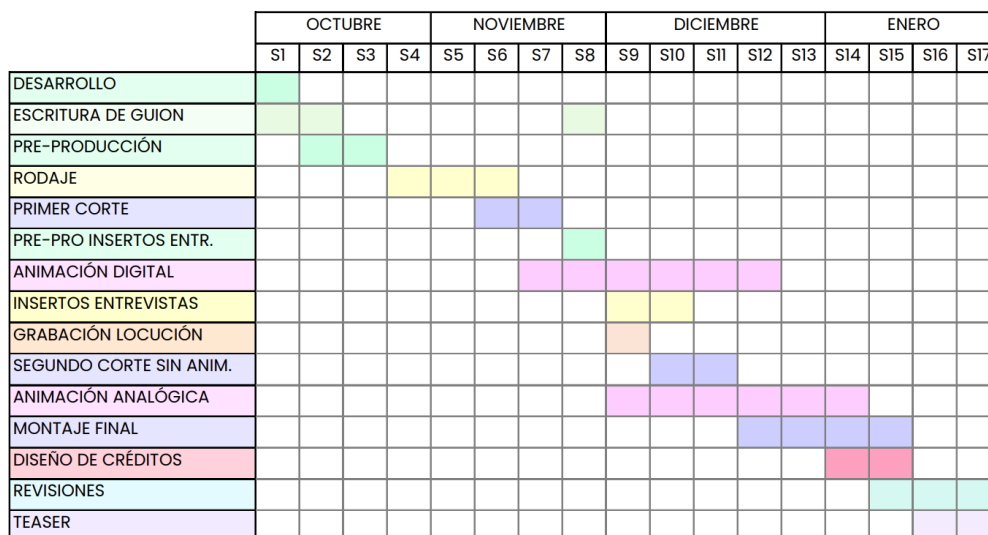 OCTUBRE NOVIEMBRE DICIEMBRE ENERO
S1 S2 S3 S4 S5 S6 S7 S8 S9 S10 S11 S12 S13 S14 S15 S16 S17
DESARROLLO
ESCRITURA DE GUION
PRE-PRODUCCIÓN
RODAJE
PRIMER CORTE
PRE-PRO INSERTOS ENTR.
ANIMACIÓN DIGITAL
INSERTOS ENTREVISTAS
GRABACIÓN LOCUCIÓN
SEGUNDO CORTE SIN ANIM.
ANIMACIÓN ANALÓGICA
MONTAJE FINAL
DISEÑO DE CRÉDITOS
REVISIONES
TEASER